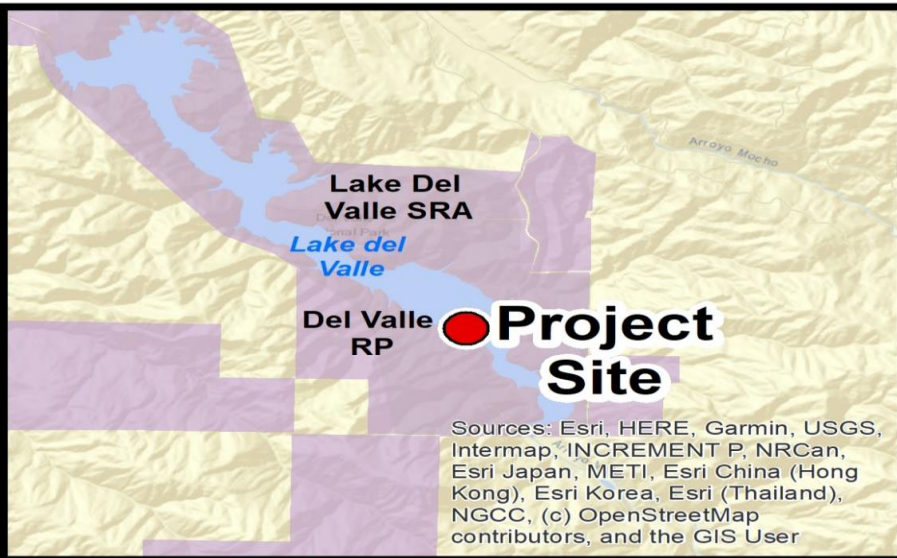 Arroyo Mocho
Lake Del
Valle SRA
Lake del
Valle
Del Valle
RP
Project
Site
Sources: Esri, HERE, Garmin, USGS,
Intermap, INCREMENT P, NRCan,
Esri Japan, METI, Esri China (Hong
Kong), Esri Korea, Esri (Thailand),
NGCC, (c) OpenStreetMap
contributors, and the GIS User